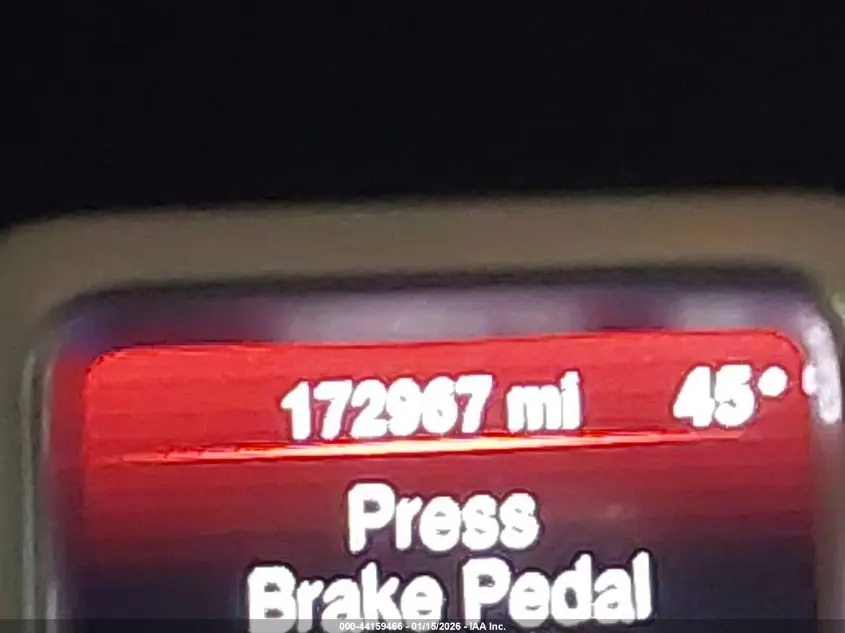 172967 mi 45°
Press
Brake Pedal
000-44159466 - 01/15/2026 - IAA Inc.